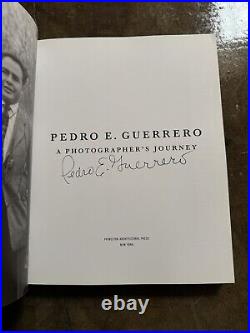 PEDRO E. GUERRERO
A PHOTOGRAPHER'S JOURNEY
Pedro E. Guerrero
PRINCETON ARCHITECTURAL PRESS
NEW YORK